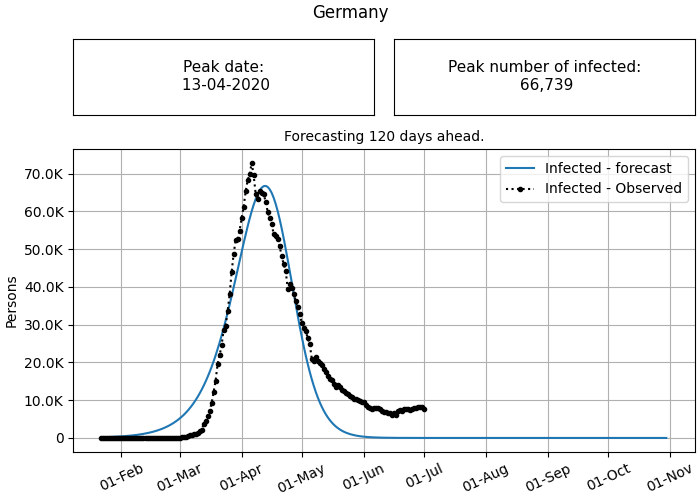 Germany
Peak date:
13-04-2020
Peak number of infected:
66,739
Forecasting 120 days ahead.
Infected - forecast
Infected - Observed
Persons
70.0K
60.0K
50.0K
40.0K
30.0K
20.0K
10.0K
0
01-Feb
01-Mar
01-Apr
01-May
01-Jun
01-Jul
01-Aug
01-Sep
01-Oct
01-Nov